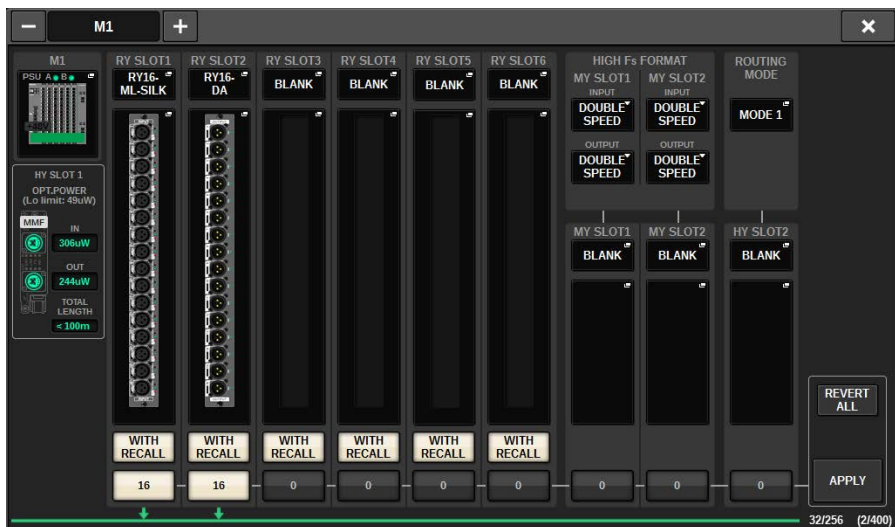 M1
M1
PSU A B
+48V
HY SLOT 1
OPT.POWER
(Lo limit: 49uW)
MMF
IN
306uW
OUT
244uW
TOTAL
LENGTH
< 100m
RY SLOT1
RY16-
ML-SILK
WITH
RECALL
16
RY SLOT2
RY16-
DA
WITH
RECALL
16
RY SLOT3
BLANK
WITH
RECALL
0
RY SLOT4
BLANK
WITH
RECALL
0
RY SLOT5
BLANK
WITH
RECALL
0
RY SLOT6
BLANK
WITH
RECALL
0
HIGH Fs FORMAT
MY SLOT1
INPUT
DOUBLE
SPEED
OUTPUT
DOUBLE
SPEED
MY SLOT2
INPUT
DOUBLE
SPEED
OUTPUT
DOUBLE
SPEED
ROUTING
MODE
MODE 1
MY SLOT1
BLANK
0
MY SLOT2
BLANK
0
HY SLOT2
BLANK
0
REVERT
ALL
APPLY
32/256 (2/400)